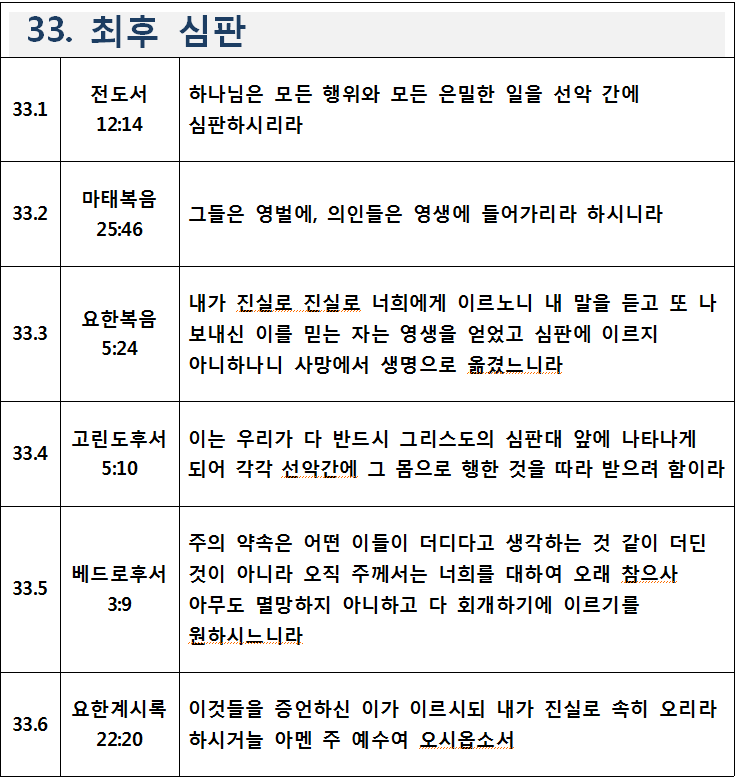 33. 최후 심판
33.1
전도서
12:14
하나님은 모든 행위와 모든 은밀한 일을 선악 간에
심판하시리라
33.2
마태복음
25:46
그들은 영벌에, 의인들은 영생에 들어가리라 하시니라
33.3
요한복음
5:24
내가 진실로 진실로 너희에게 이르노니 내 말을 듣고 또 나
보내신 이를 믿는 자는 영생을 얻었고 심판에 이르지
아니하나니 사망에서 생명으로 옮겼느니라
33.4
고린도후서
5:10
이는 우리가 다 반드시 그리스도의 심판대 앞에 나타나게
되어 각각 선악간에 그 몸으로 행한 것을 따라 받으려 함이라
33.5
베드로후서
3:9
주의 약속은 어떤 이들이 더디다고 생각하는 것 같이 더딘
것이 아니라 오직 주께서는 너희를 대하여 오래 참으사
아무도 멸망하지 아니하고 다 회개하기에 이르기를
원하시느니라
33.6
요한계시록
22:20
이것들을 증언하신 이가 이르시되 내가 진실로 속히 오리라
하시거늘 아멘 주 예수여 오시옵소서